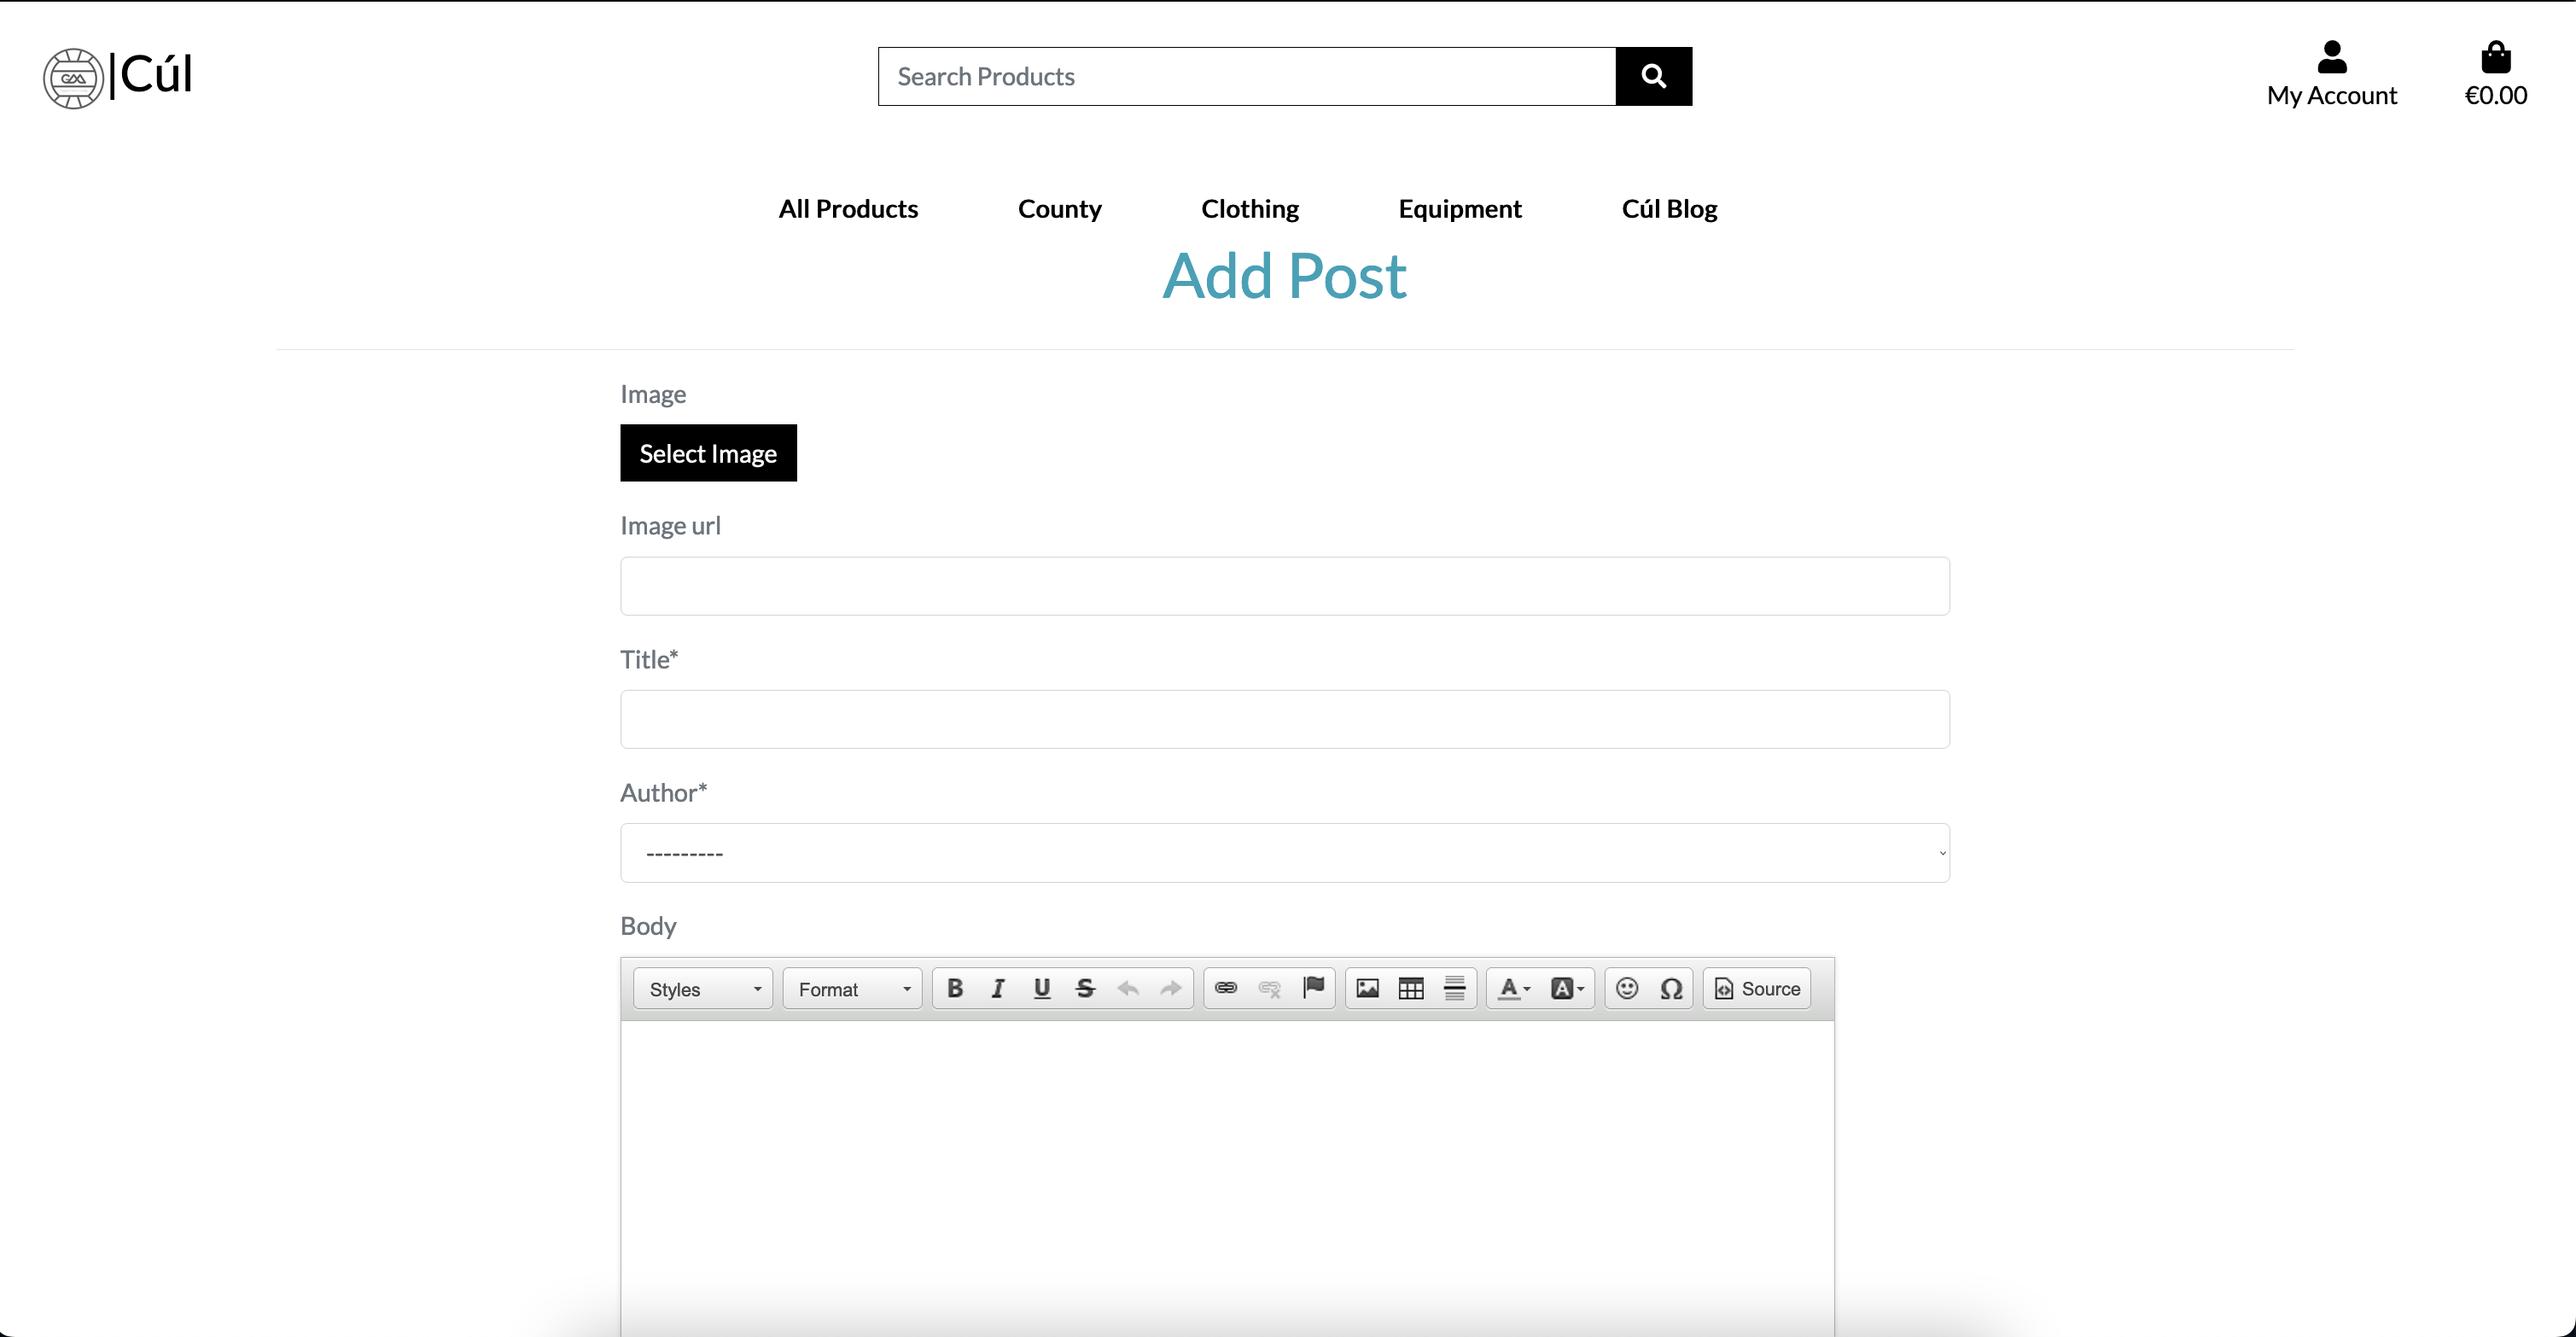 GAA
|Cúl
Search Products
My Account
€0.00
All Products
County
Clothing
Equipment
Cúl Blog
Add Post
Image
Select Image
Image url
Title*
Author*
---------
Body
Styles
Format
B I U S
A A
Ω
Source